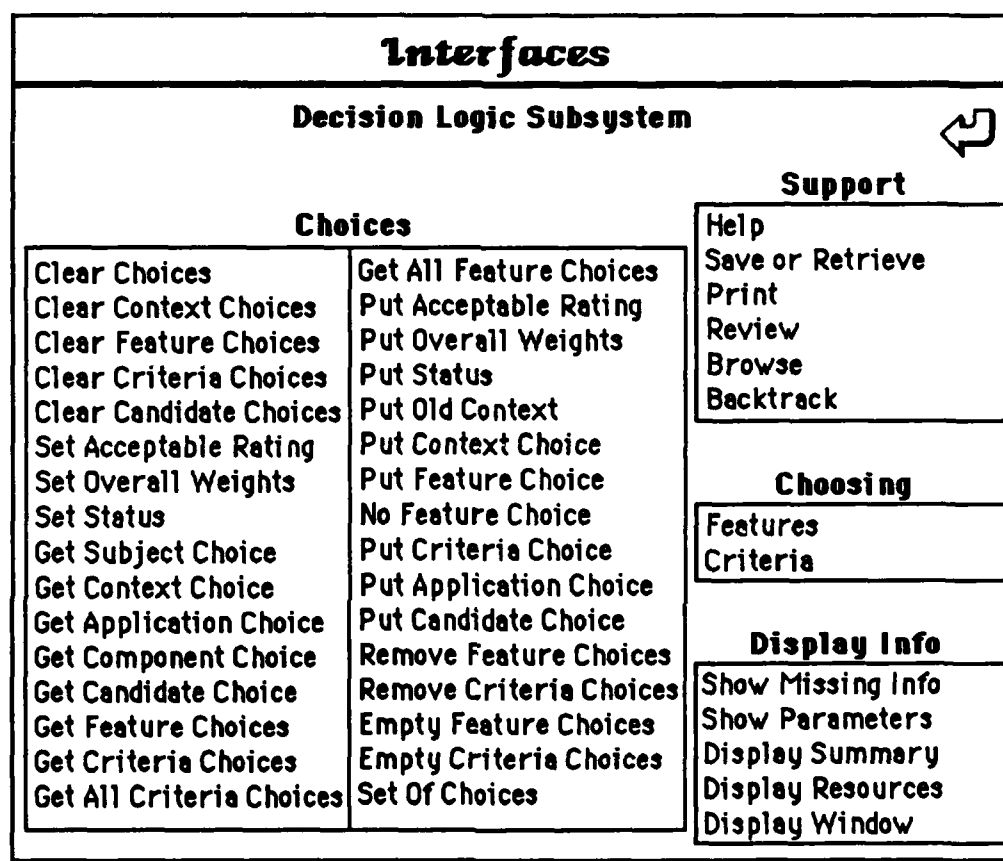 Interfaces
Decision Logic Subsystem
Choices
Clear Choices
Clear Context Choices
Clear Feature Choices
Clear Criteria Choices
Clear Candidate Choices
Set Acceptable Rating
Set Overall Weights
Set Status
Get Subject Choice
Get Context Choice
Get Application Choice
Get Component Choice
Get Candidate Choice
Get Feature Choices
Get Criteria Choices
Get All Criteria Choices
Get All Feature Choices
Put Acceptable Rating
Put Overall Weights
Put Status
Put Old Context
Put Context Choice
Put Feature Choice
No Feature Choice
Put Criteria Choice
Put Application Choice
Put Candidate Choice
Remove Feature Choices
Remove Criteria Choices
Empty Feature Choices
Empty Criteria Choices
Set Of Choices
Support
Help
Save or Retrieve
Print
Review
Browse
Backtrack
Choosing
Features
Criteria
Display Info
Show Missing Info
Show Parameters
Display Summary
Display Resources
Display Window